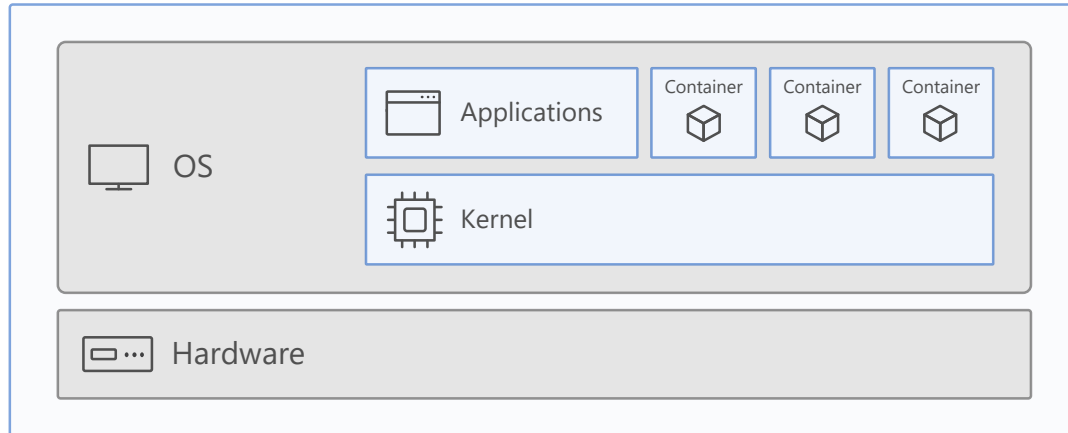 Applications
Container
Container
Container
OS
Kernel
Hardware